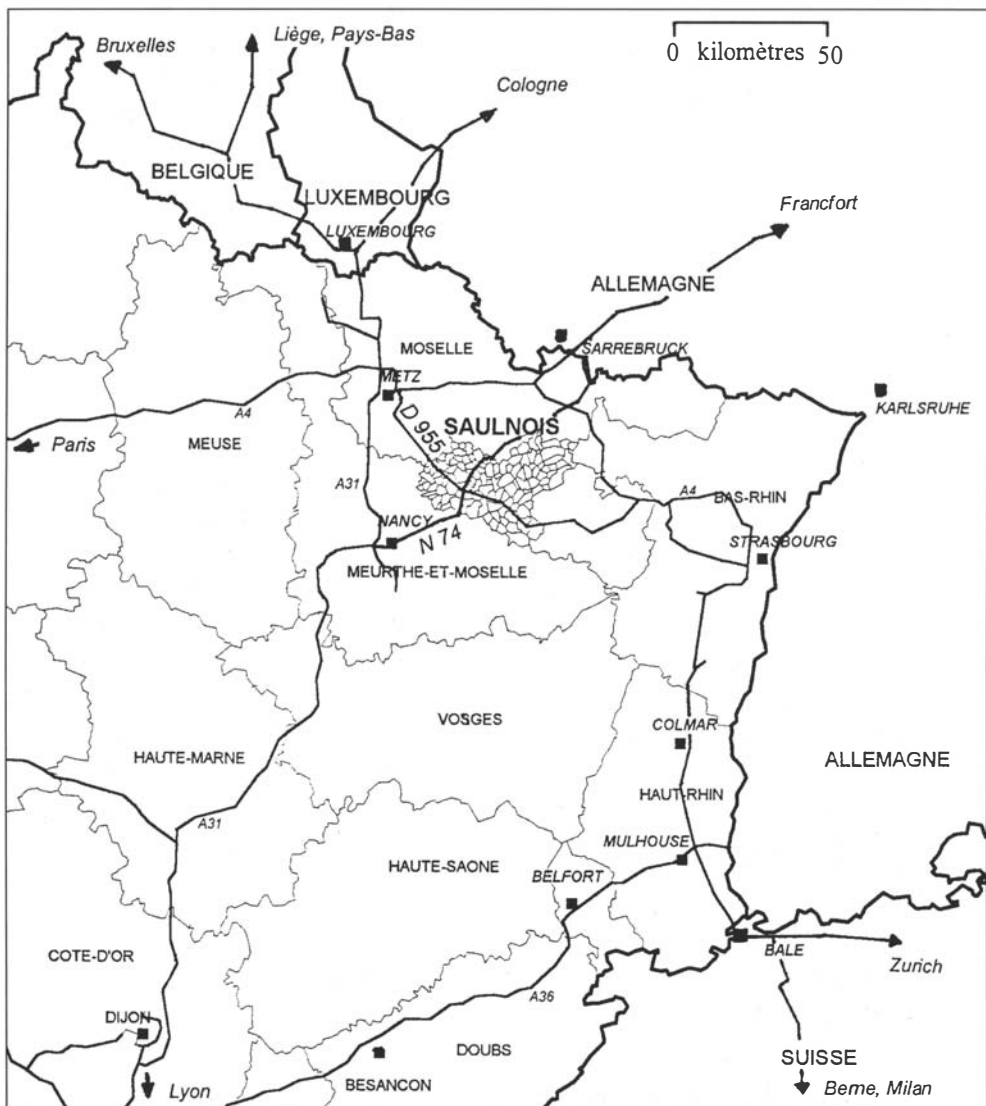 Bruxelles
Liège, Pays-Bas
0 kilomètres 50
Cologne
BELGIQUE
LUXEMBOURG
LUXEMBOURG
Francfort
ALLEMAGNE
SARREBRUCK
MOSELLE
METZ
KARLSRUHE
A4
Paris
MEUSE
D 955
SAULNOIS
A31
A4
BAS-RHIN
NANCY
N 74
STRASBOURG
MEURTHE-ET-MOSELLE
VOSGES
COLMAR
HAUTE-MARNE
ALLEMAGNE
HAUT-RHIN
A31
MULHOUSE
HAUTE-SAONE
BELFORT
COTE-D'OR
BALE
Zurich
A36
DIJON
DOUBS
SUISSE
BESANCON
Lyon
Berne, Milan